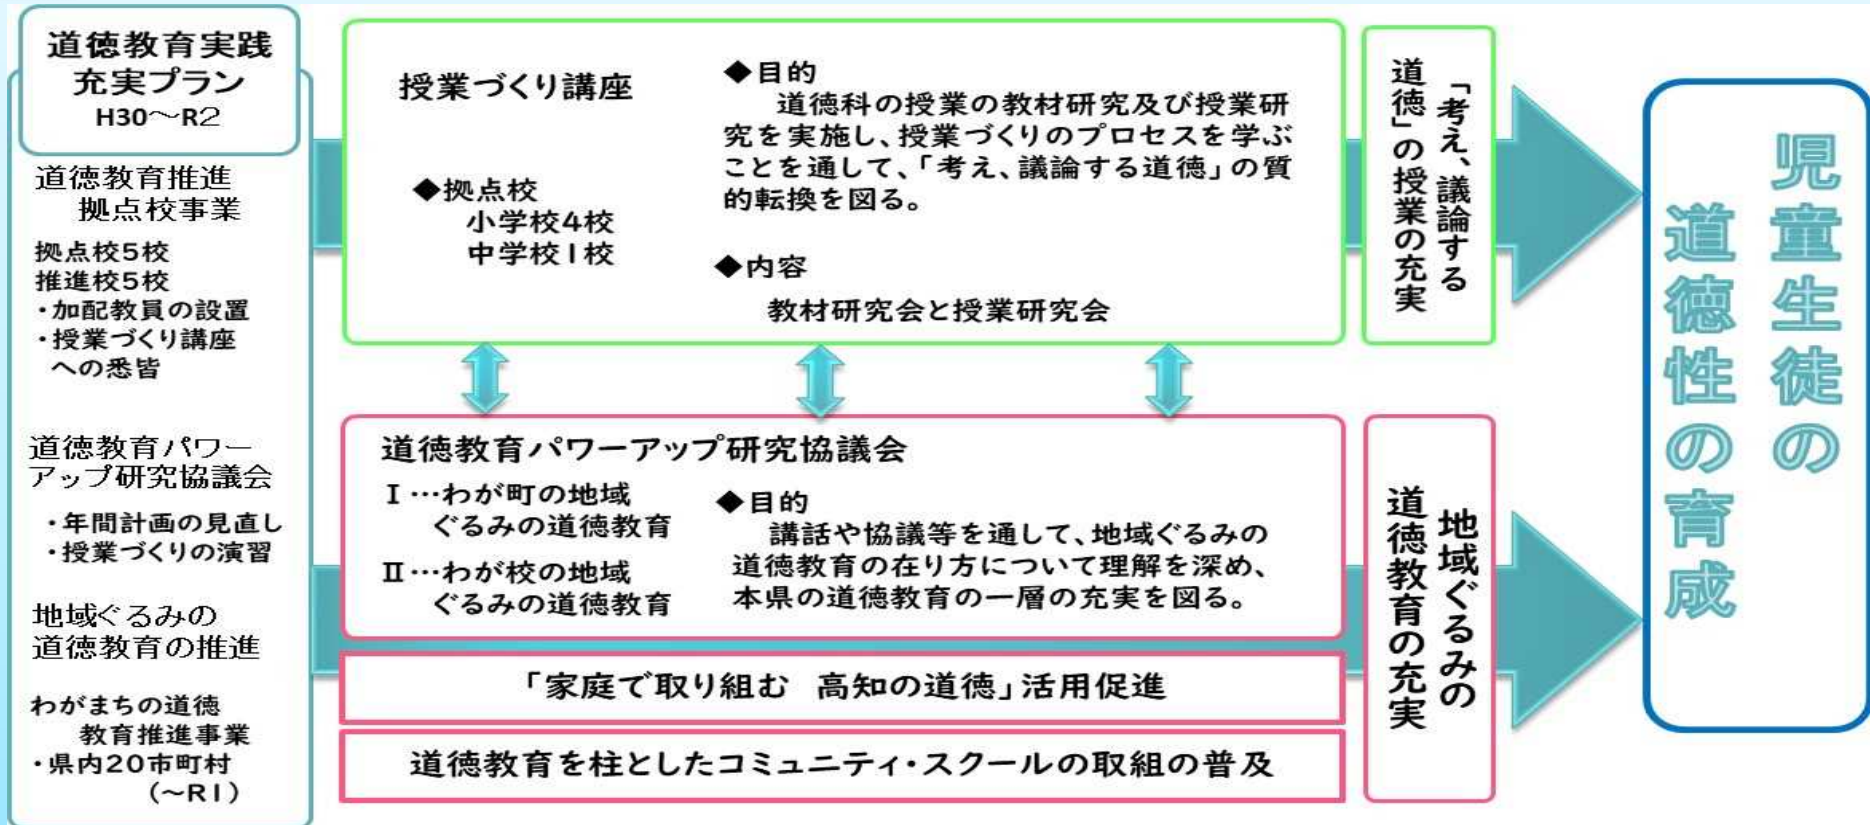 道徳教育実践
充実プラン
H30～R2
道徳教育推進
拠点校事業
拠点校5校
推進校5校
・加配教員の設置
・授業づくり講座
への悉皆
道徳教育パワー
アップ研究協議会
・年間計画の見直し
・授業づくりの演習
地域ぐるみの
道徳教育の推進
わがまちの道徳
教育推進事業
・県内20市町村
(～R1)
授業づくり講座
◆拠点校
小学校4校
中学校1校
◆目的
道徳科の授業の教材研究及び授業研
究を実施し、授業づくりのプロセスを学ぶ
ことを通して、「考え、議論する道徳」の質
的転換を図る。
◆内容
教材研究会と授業研究会
「考え、議論する
道徳」の授業の充実
道徳教育パワーアップ研究協議会
Ⅰ…わが町の地域
ぐるみの道徳教育
Ⅱ…わが校の地域
ぐるみの道徳教育
◆目的
講話や協議等を通して、地域ぐるみの
道徳教育の在り方について理解を深め、
本県の道徳教育の一層の充実を図る。
「家庭で取り組む 高知の道徳」活用促進
道徳教育を柱としたコミュニティ・スクールの取組の普及
地域ぐるみの
道徳教育の充実
児童生徒の
道徳性の育成